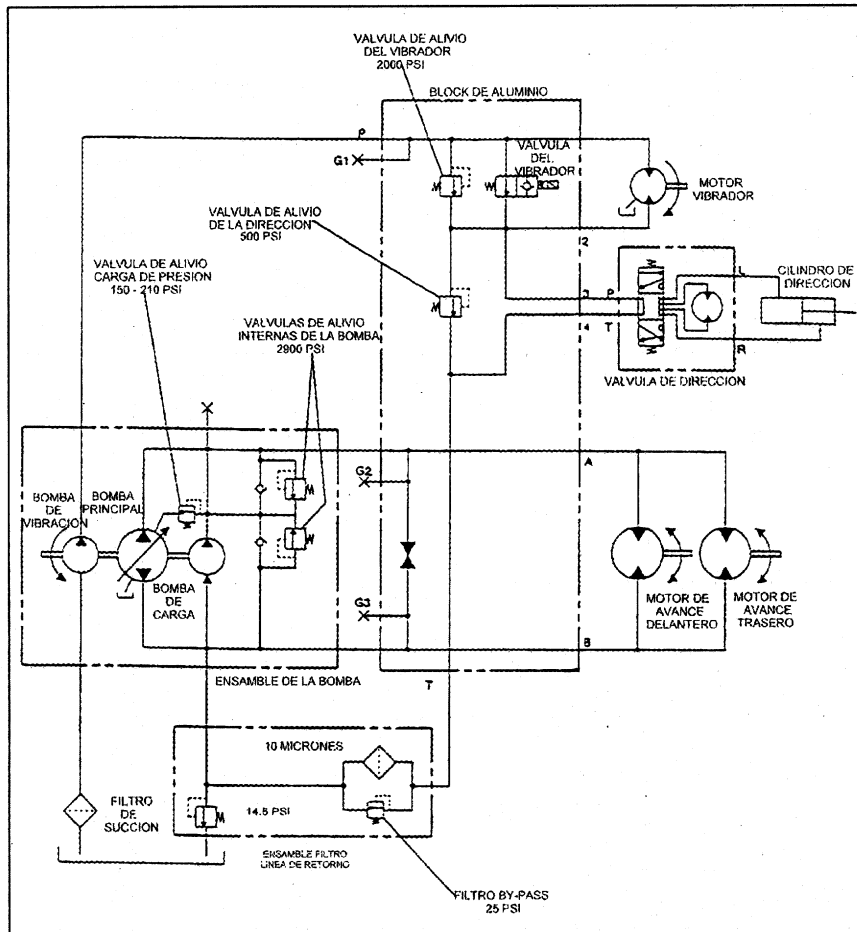 VALVULA DE ALIVIO
DEL VIBRADOR
2000 PSI
BLOCK DE ALUMINIO
P
G1
VALVULA
DEL
VIBRADOR
MOTOR
VIBRADOR
VALVULA DE ALIVIO
DE LA DIRECCION
500 PSI
2
VALVULA DE ALIVIO
CARGA DE PRESION
150 - 210 PSI
L
CILINDRO DE
DIRECCION
3
P
VALVULAS DE ALIVIO
INTERNAS DE LA BOMBA
2900 PSI
4
T
R
VALVULA DE DIRECCION
A
G2
BOMBA
DE
VIBRACION
BOMBA
PRINCIPAL
BOMBA
DE
CARGA
G3
MOTOR DE
AVANCE
DELANTERO
MOTOR DE
AVANCE
TRASERO
B
ENSAMBLE DE LA BOMBA
T
10 MICRONES
FILTRO
DE
SUCCION
14.5 PSI
ENSAMBLE FILTRO
LINEA DE RETORNO
FILTRO BY-PASS
25 PSI